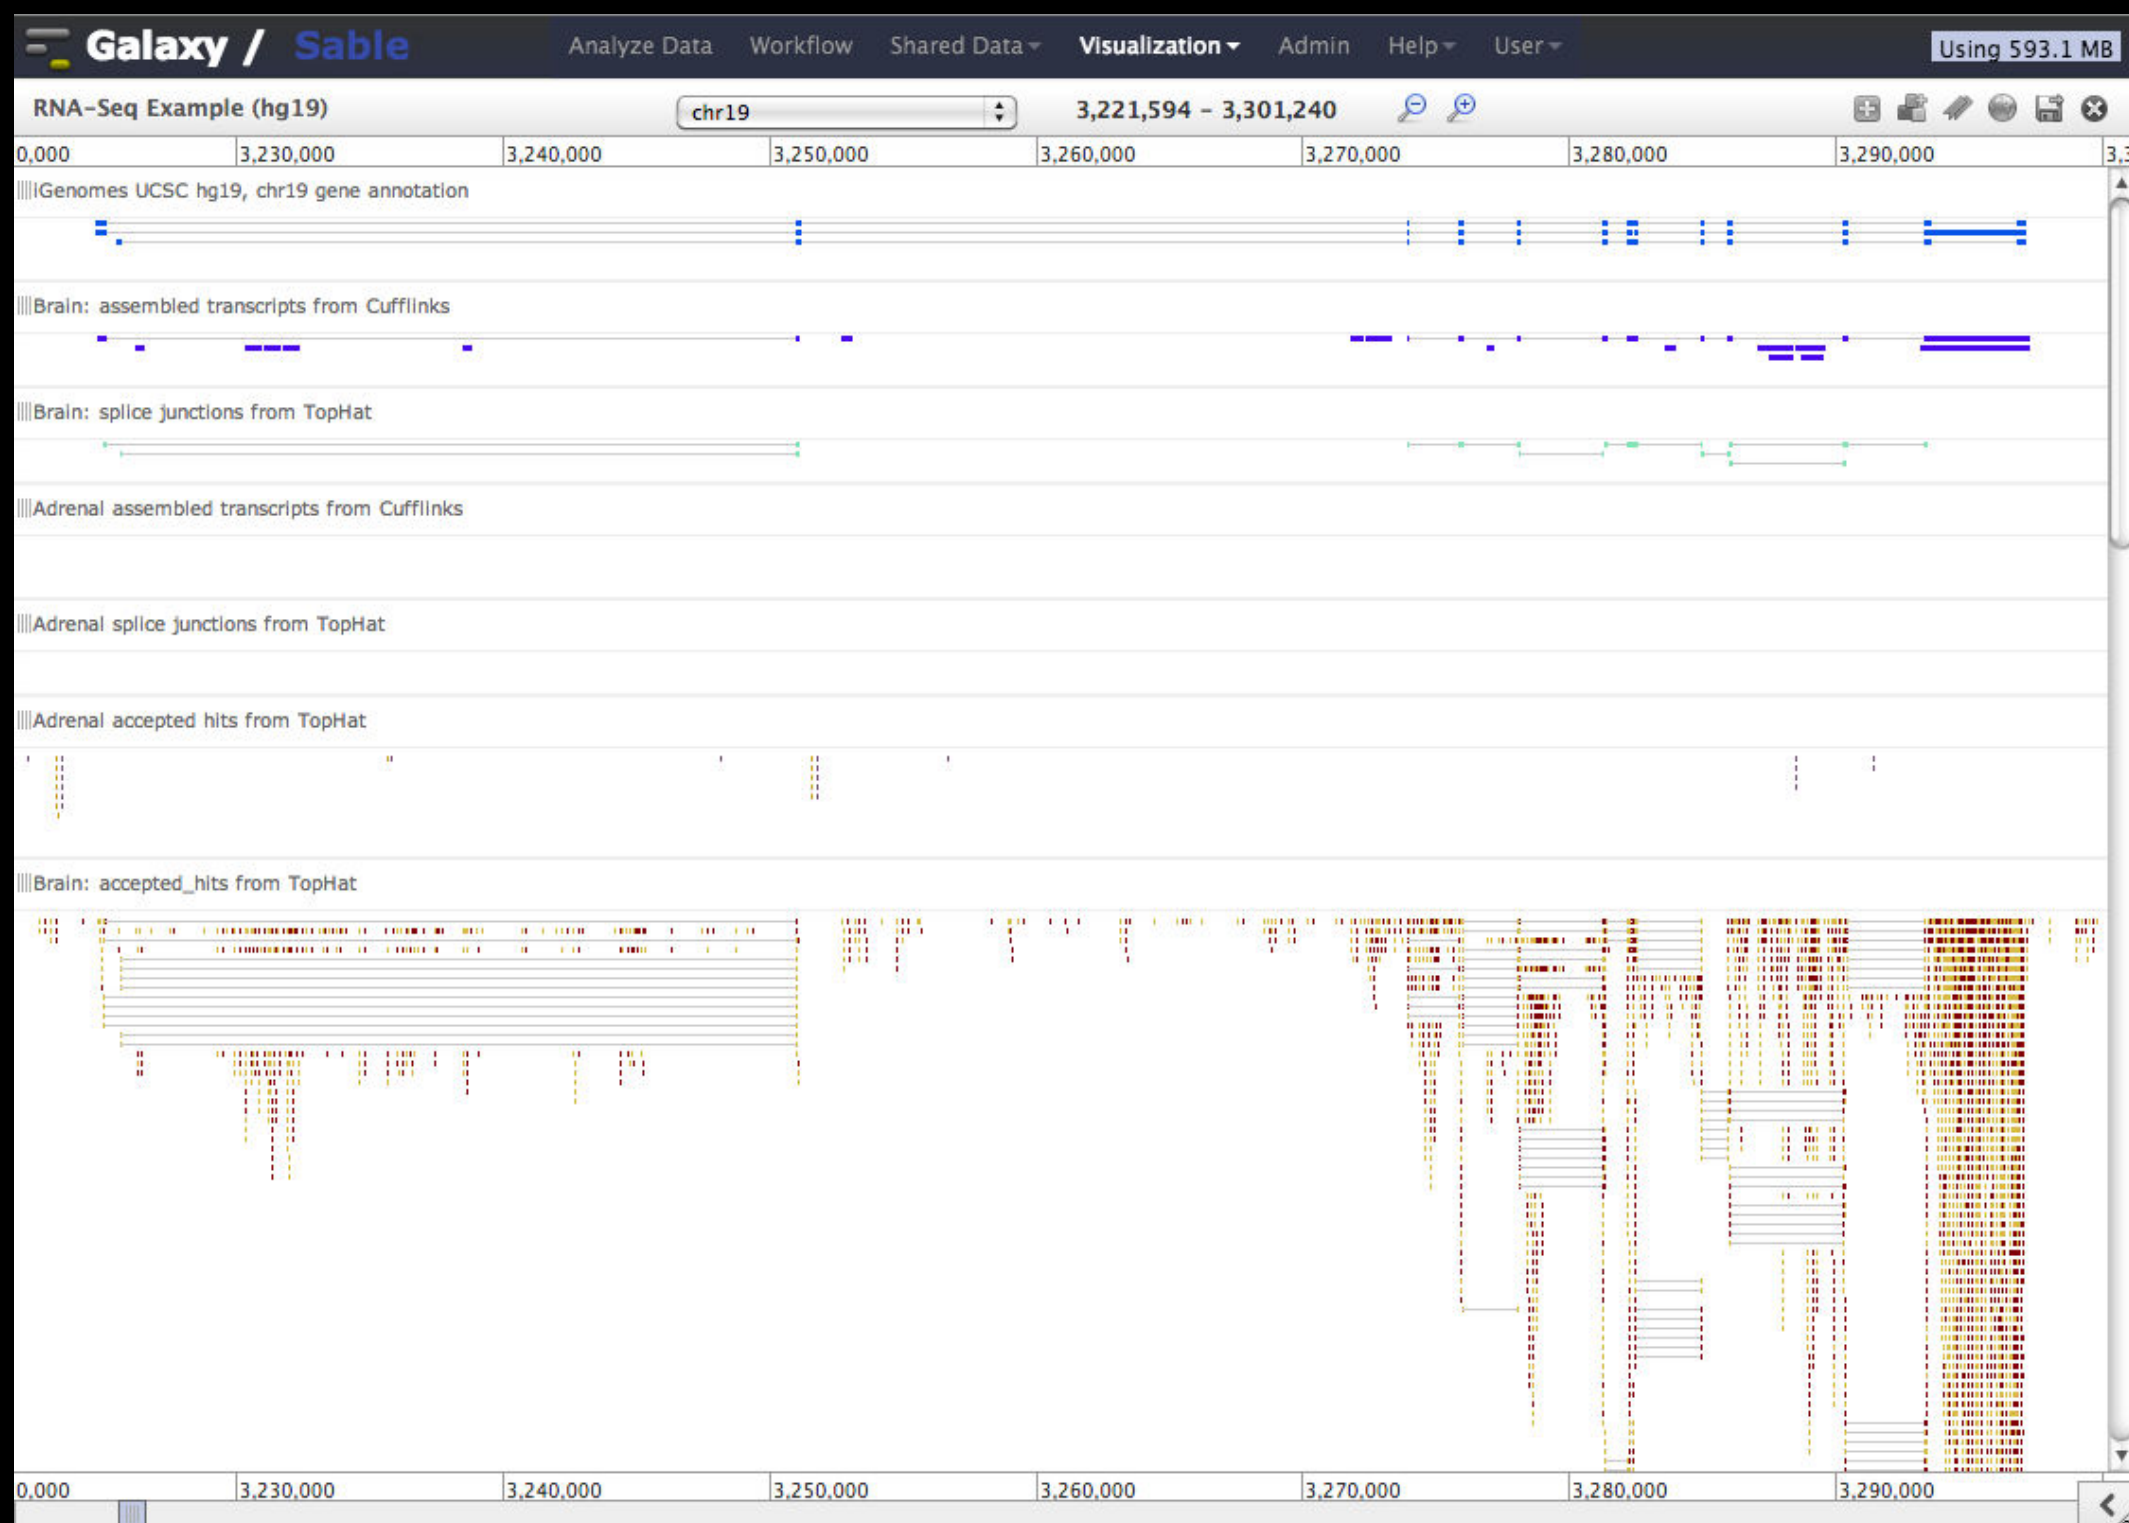 Galaxy / Sable Analyze Data Workflow Shared Data Visualization Admin Help User Using 593.1 MB
RNA-Seq Example (hg19) chr19 3,221,594 - 3,301,240
0,000 3,230,000 3,240,000 3,250,000 3,260,000 3,270,000 3,280,000 3,290,000 3,3
iGenomes UCSC hg19, chr19 gene annotation
Brain: assembled transcripts from Cufflinks
Brain: splice junctions from TopHat
Adrenal assembled transcripts from Cufflinks
Adrenal splice junctions from TopHat
Adrenal accepted hits from TopHat
Brain: accepted_hits from TopHat
0,000 3,230,000 3,240,000 3,250,000 3,260,000 3,270,000 3,280,000 3,290,000